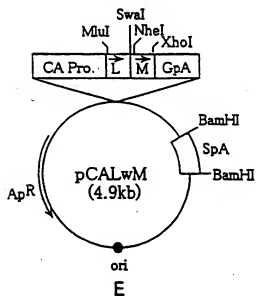 SwaI
MluI NheI
XhoI
CA Pro. L M GpA
BamHI
SpA
BamHI
pCALwM
(4.9kb)
ApR
ori
E